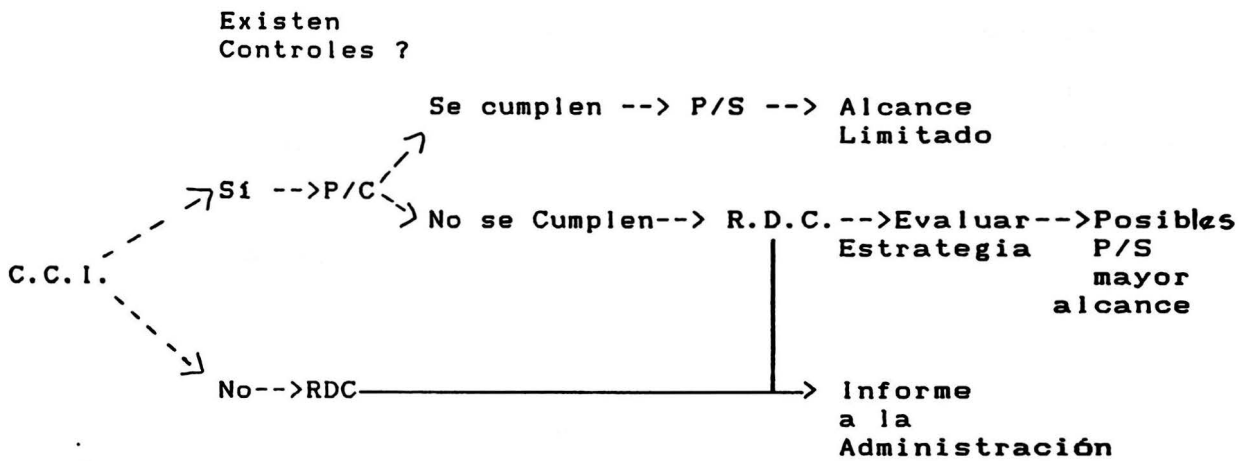 Existen
Controles ?
Se cumplen --> P/S --> Alcance
Limitado
Sí -->P/C
No se Cumplen--> R.D.C.-->Evaluar-->Posibles
Estrategia P/S
mayor
alcance
C.C.I.
No-->RDC
Informe
a la
Administración